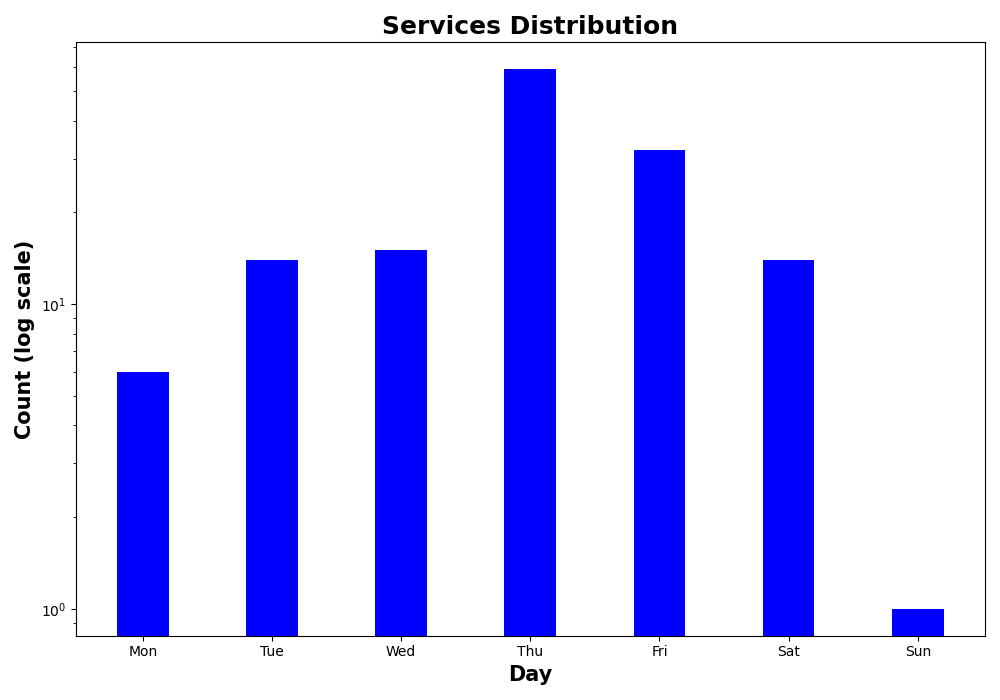 Services Distribution
Count (log scale)
10¹
10⁰
Mon Tue Wed Thu Fri Sat Sun
Day